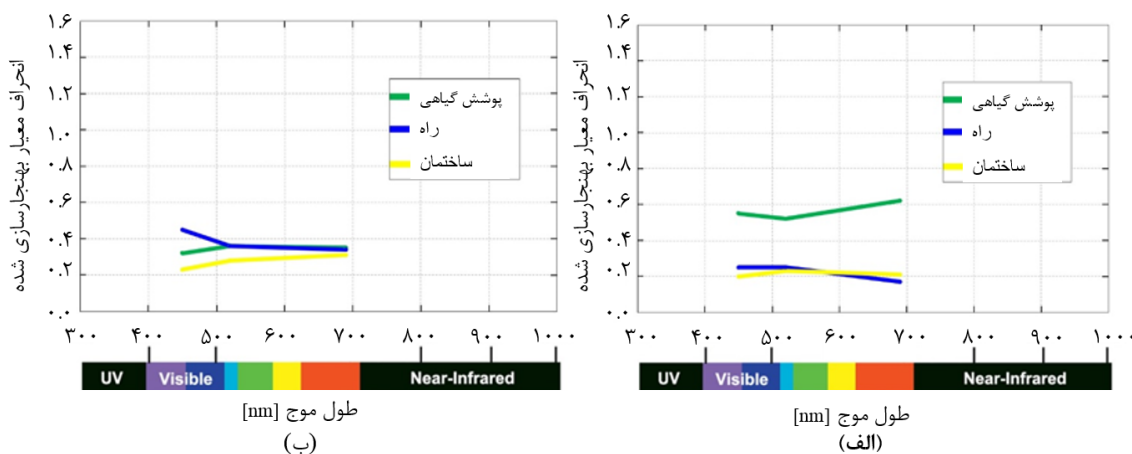 ۱.۶
۱.۴
۱.۲
۱.۰
۰.۸
۰.۶
۰.۴
۰.۲
۰.۰
انحراف معیار بهنجارسازی شده
پوشش گیاهی
راه
ساختمان
۳۰۰ ۴۰۰ ۵۰۰ ۶۰۰ ۷۰۰ ۸۰۰ ۹۰۰ ۱۰۰۰
UV Visible Near-Infrared
طول موج [nm]
(الف)
۱.۶
۱.۴
۱.۲
۱.۰
۰.۸
۰.۶
۰.۴
۰.۲
۰.۰
انحراف معیار بهنجارسازی شده
پوشش گیاهی
راه
ساختمان
۳۰۰ ۴۰۰ ۵۰۰ ۶۰۰ ۷۰۰ ۸۰۰ ۹۰۰ ۱۰۰۰
UV Visible Near-Infrared
طول موج [nm]
(ب)